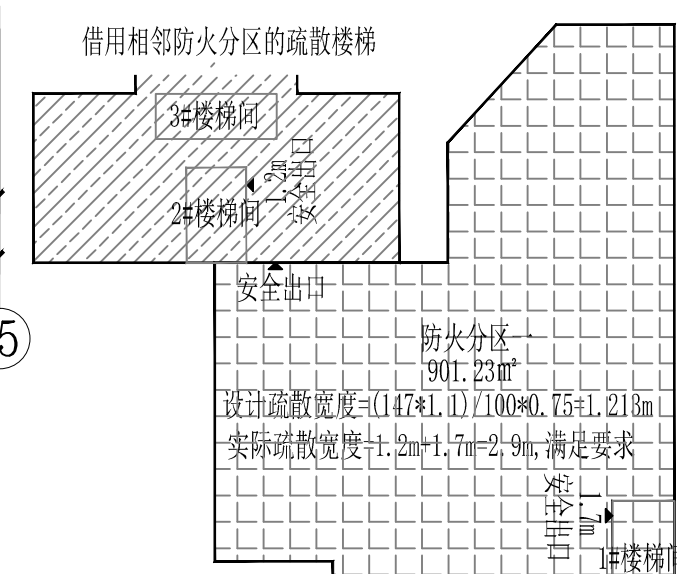 借用相邻防火分区的疏散楼梯
3#楼梯间
1.2m
安全出口
2#楼梯间
安全出口
5
防火分区一
901.23㎡
设计疏散宽度=(147*1.1)/100*0.75=1.213m
实际疏散宽度=1.2m+1.7m=2.9m,满足要求
1.7m
安全出口
1#楼梯间